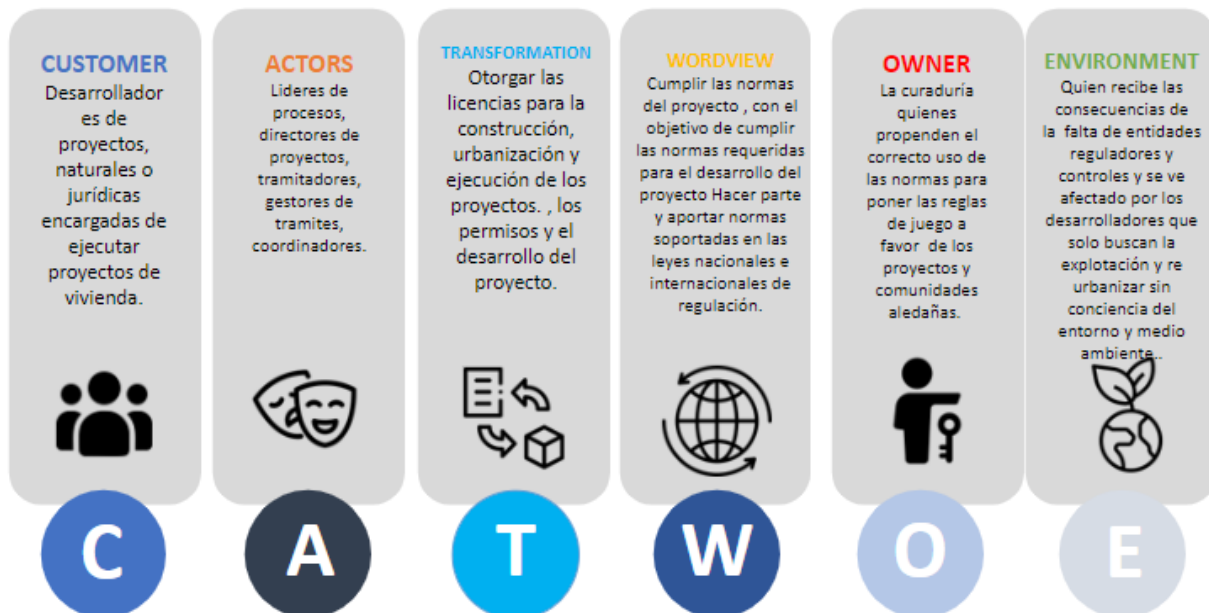 CUSTOMER
Desarrollador
es de
proyectos,
naturales o
jurídicas
encargadas de
ejecutar
proyectos de
vivienda.
ACTORS
Lideres de
procesos,
directores de
proyectos,
tramitadores,
gestores de
tramites,
coordinadores.
TRANSFORMATION
Otorgar las
licencias para la
construcción,
urbanización y
ejecución de los
proyectos. , los
permisos y el
desarrollo del
proyecto.
WORDVIEW
Cumplir las normas
del proyecto , con el
objetivo de cumplir
las normas requeridas
para el desarrollo del
proyecto Hacer parte
y aportar normas
soportadas en las
leyes nacionales e
internacionales de
regulación.
OWNER
La curaduría
quienes
propenden el
correcto uso de
las normas para
poner las reglas
de juego a
favor de los
proyectos y
comunidades
aledañas.
ENVIRONMENT
Quien recibe las
consecuencias de
la falta de entidades
reguladores y
controles y se ve
afectado por los
desarrolladores que
solo buscan la
explotación y re
urbanizar sin
conciencia del
entorno y medio
ambiente..
C
A
T
W
O
E